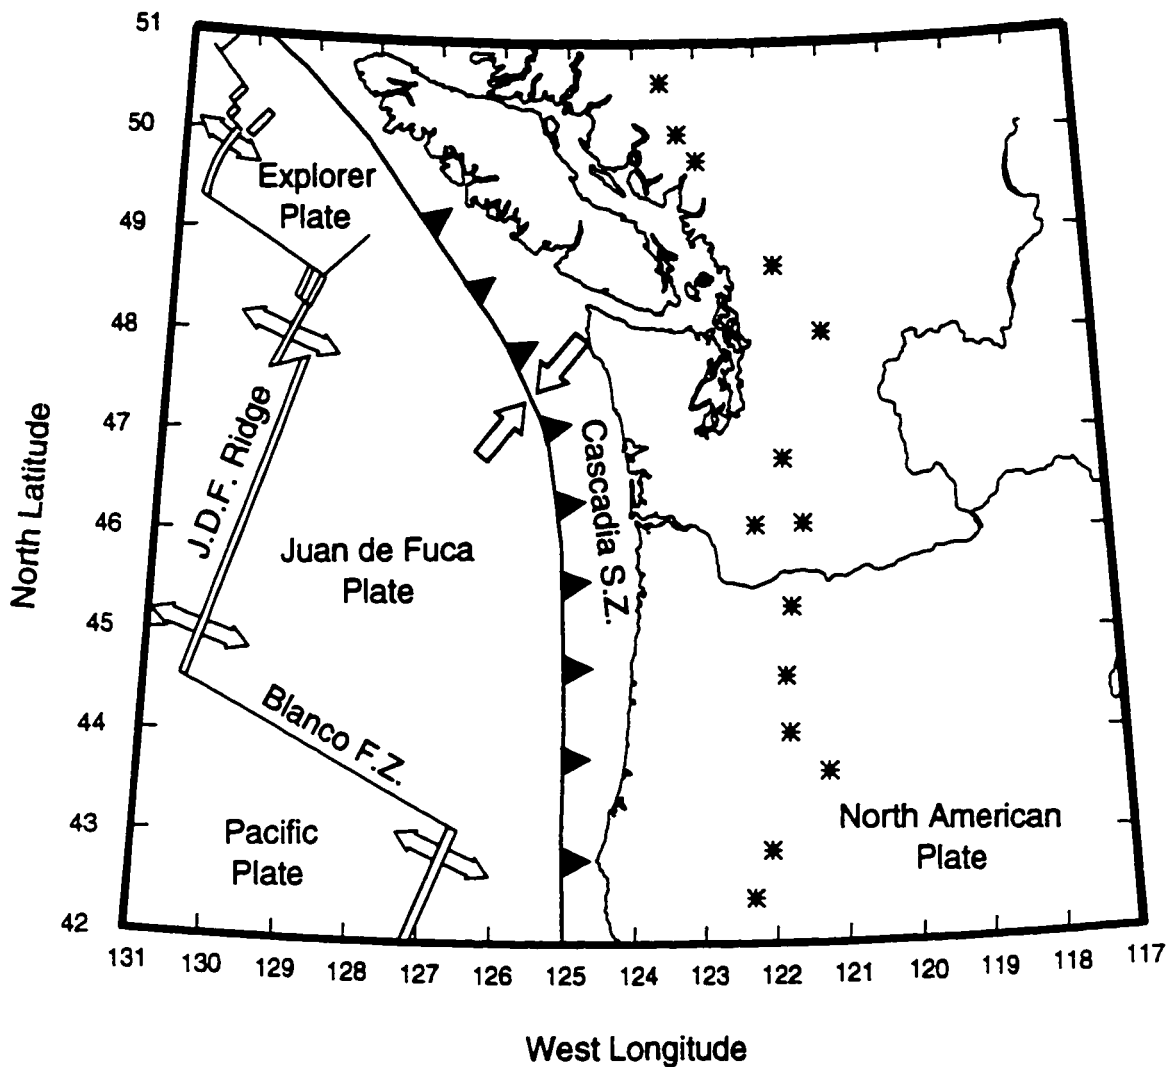 51
50
49
48
47
46
45
44
43
42
North Latitude
Explorer
Plate
J.D.F. Ridge
Juan de Fuca
Plate
Cascadia S.Z.
Blanco F.Z.
Pacific
Plate
North American
Plate
131 130 129 128 127 126 125 124 123 122 121 120 119 118 117
West Longitude